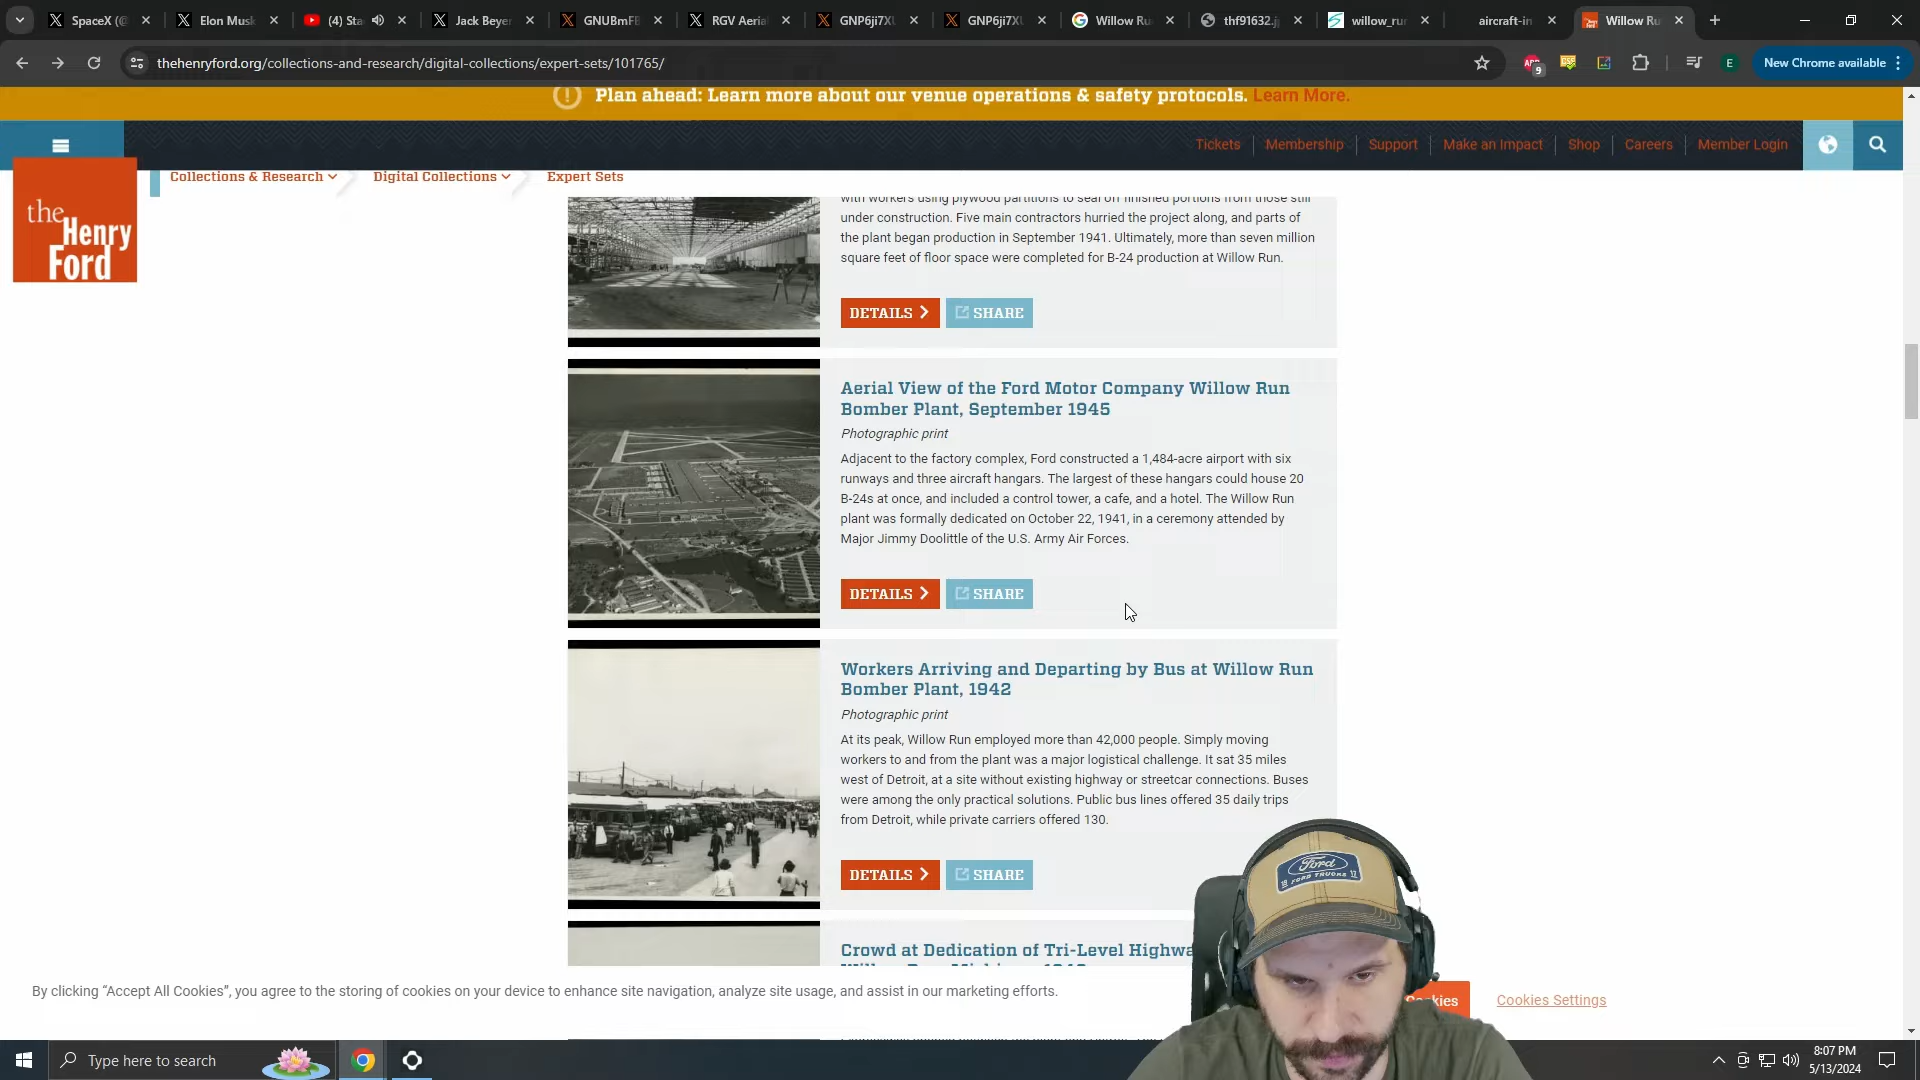 SpaceX (@
Elon Musk
(4) Sta
Jack Beyer
GNUBmFB
RGV Aeria
GNP6ji7XU
GNP6ji7XU
Willow Ru
thf91632.j
willow_ru
aircraft-in
Willow Ru
thehenryford.org/collections-and-research/digital-collections/expert-sets/101765/
9
E
New Chrome available
Plan ahead: Learn more about our venue operations & safety protocols. Learn More.
Tickets
Membership
Support
Make an Impact
Shop
Careers
Member Login
the
Henry
Ford
Collections & Research
Digital Collections
Expert Sets
with workers using plywood partitions to seal off finished portions from those still
under construction. Five main contractors hurried the project along, and parts of
the plant began production in September 1941. Ultimately, more than seven million
square feet of floor space were completed for B-24 production at Willow Run.
DETAILS
SHARE
Aerial View of the Ford Motor Company Willow Run
Bomber Plant, September 1945
Photographic print
Adjacent to the factory complex, Ford constructed a 1,484-acre airport with six
runways and three aircraft hangars. The largest of these hangars could house 20
B-24s at once, and included a control tower, a cafe, and a hotel. The Willow Run
plant was formally dedicated on October 22, 1941, in a ceremony attended by
Major Jimmy Doolittle of the U.S. Army Air Forces.
DETAILS
SHARE
Workers Arriving and Departing by Bus at Willow Run
Bomber Plant, 1942
Photographic print
At its peak, Willow Run employed more than 42,000 people. Simply moving
workers to and from the plant was a major logistical challenge. It sat 35 miles
west of Detroit, at a site without existing highway or streetcar connections. Buses
were among the only practical solutions. Public bus lines offered 35 daily trips
from Detroit, while private carriers offered 130.
DETAILS
SHARE
Crowd at Dedication of Tri-Level Highwa
Ford
FORD TRUCKS
By clicking “Accept All Cookies”, you agree to the storing of cookies on your device to enhance site navigation, analyze site usage, and assist in our marketing efforts.
Cookies
Cookies Settings
Type here to search
8:07 PM
5/13/2024